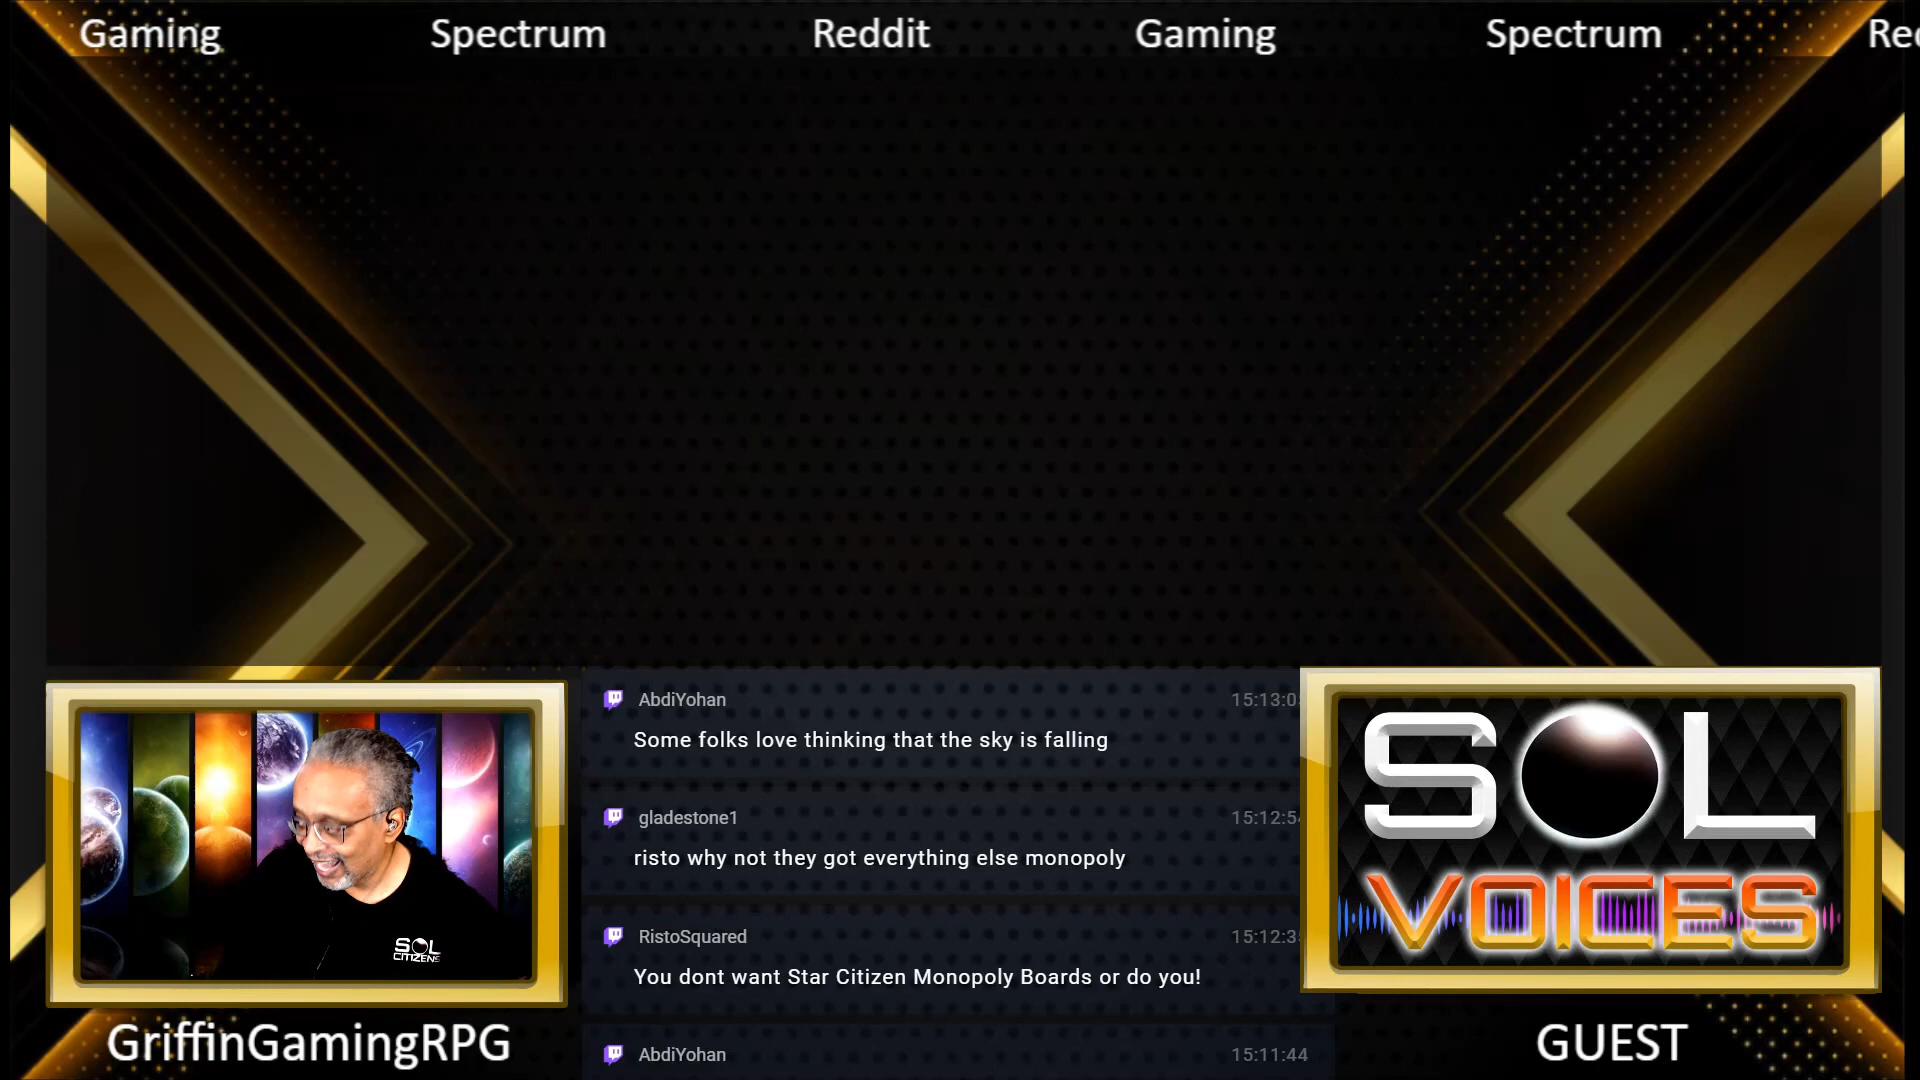 Gaming Spectrum Reddit Gaming Spectrum
AbdiYohan
Some folks love thinking that the sky is falling
gladestone1
risto why not they got everything else monopoly
RistoSquared
You dont want Star Citizen Monopoly Boards or do you!
AbdiYohan 15:11:44
SOL
CITIZENS
GriffinGamingRPG
SOL
VOICES
GUEST